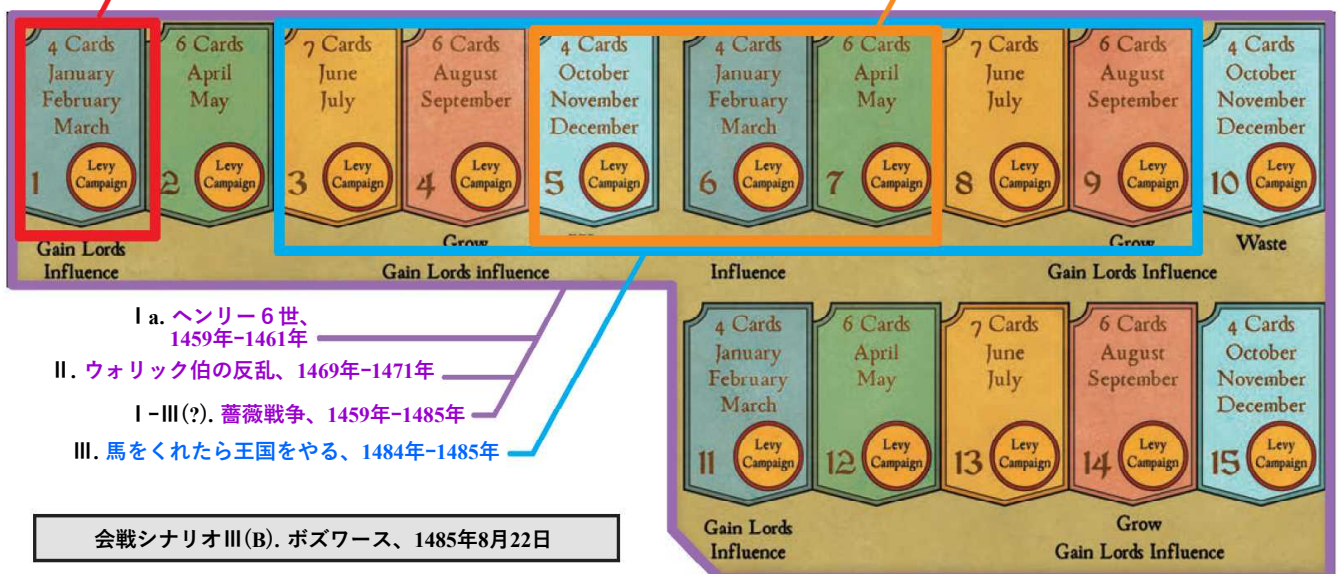 4 Cards
January
February
March
1
Levy
Campaign
6 Cards
April
May
2
Levy
Campaign
7 Cards
June
July
3
Levy
Campaign
6 Cards
August
September
4
Levy
Campaign
4 Cards
October
November
December
5
Levy
Campaign
4 Cards
January
February
March
6
Levy
Campaign
6 Cards
April
May
7
Levy
Campaign
7 Cards
June
July
8
Levy
Campaign
6 Cards
August
September
9
Levy
Campaign
4 Cards
October
November
December
10
Levy
Campaign
Gain Lords
Influence
Grow
Gain Lords influence
Influence
Grow
Gain Lords Influence
Waste
Ⅰa. ヘンリー6世、
1459年-1461年
Ⅱ. ウォリック伯の反乱、1469年-1471年
Ⅰ-Ⅲ(?). 薔薇戦争、1459年-1485年
Ⅲ. 馬をくれたら王国をやる、1484年-1485年
会戦シナリオⅢ(B). ボズワース、1485年8月22日
4 Cards
January
February
March
11
Levy
Campaign
6 Cards
April
May
12
Levy
Campaign
7 Cards
June
July
13
Levy
Campaign
6 Cards
August
September
14
Levy
Campaign
4 Cards
October
November
December
15
Levy
Campaign
Gain Lords
Influence
Grow
Gain Lords Influence